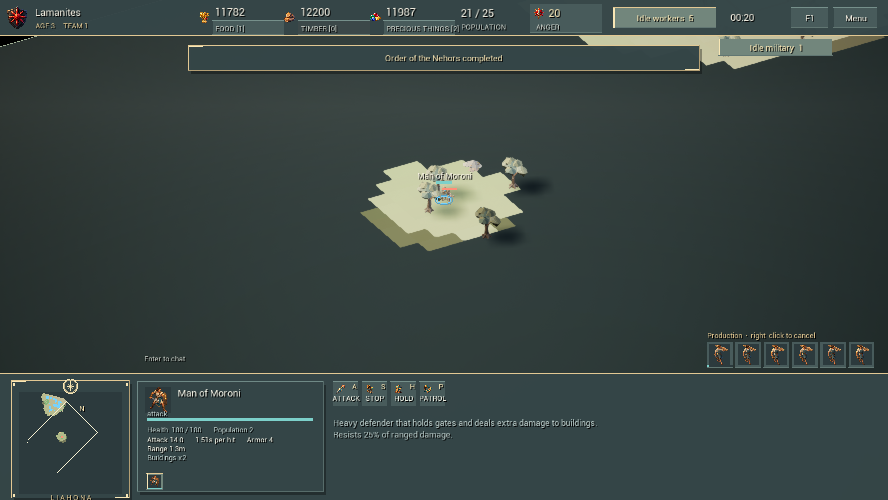 Lamanites
AGE 3 TEAM 1
11782
FOOD [1]
12200
TIMBER [0]
11987
PRECIOUS THINGS [2]
21 / 25
POPULATION
20
ANGER
Idle workers 5
00:20
F1
Menu
Idle military 1
Order of the Nehors completed
Man of Moroni
Production · right click to cancel
Enter to chat
N
LIAHONA
Man of Moroni
attack
Health 180 / 180 Population 2
Attack 14.0 1.51s per hit Armor 4
Range 1.3m
Buildings x2
A
ATTACK
S
STOP
H
HOLD
P
PATROL
Heavy defender that holds gates and deals extra damage to buildings.
Resists 25% of ranged damage.